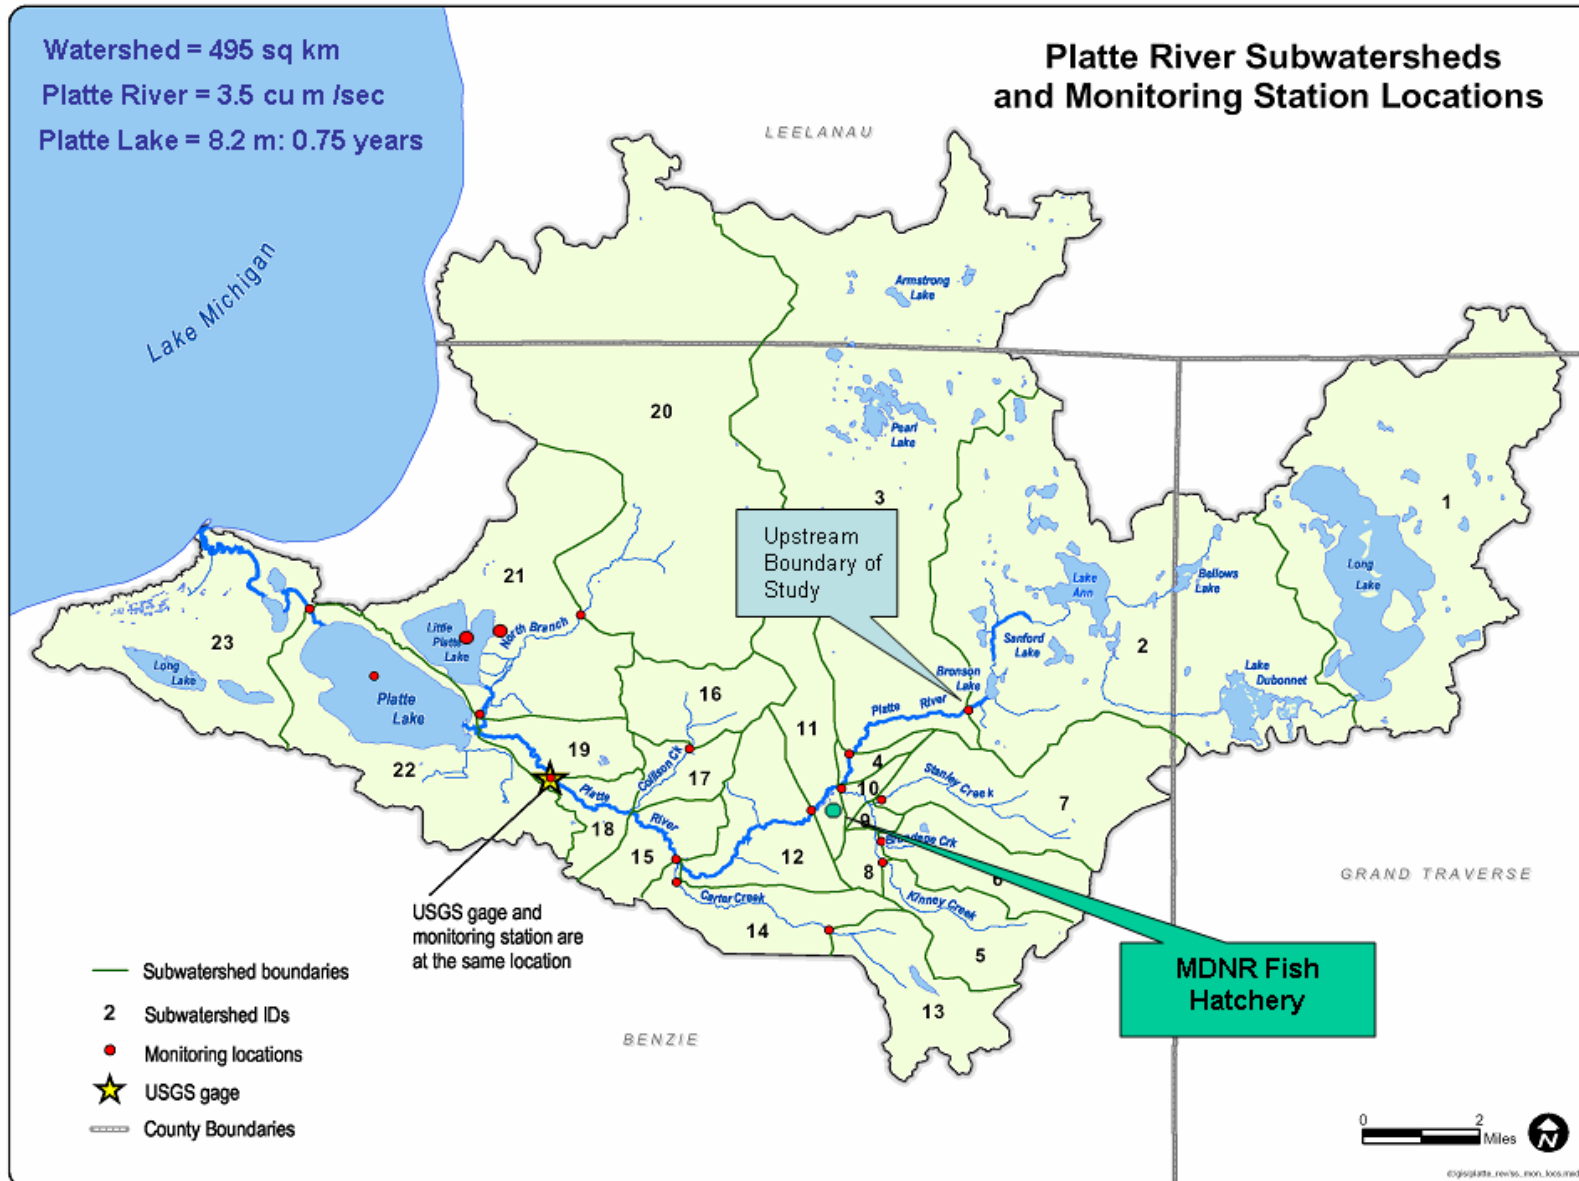 Watershed = 495 sq km
Platte River = 3.5 cu m /sec
Platte Lake = 8.2 m: 0.75 years
Platte River Subwatersheds
and Monitoring Station Locations
LEELANAU
Lake Michigan
Armstrong
Lake
20
Pearl
Lake
3
1
Upstream
Boundary of
Study
21
Long
Lake
Lake
Ann
Bellows
Lake
Little
Platte
Lake
North Branch
23
Sanford
Lake
2
Long
Lake
Bronson
Lake
Lake
Dubonnet
Platte
Lake
16
Platte River
11
19
22
Collison Ck
17
4
10
Stanley Creek
7
Platte
River
18
9
15
12
8
6
Carter Creek
Kinney Creek
GRAND TRAVERSE
14
5
USGS gage and
monitoring station are
at the same location
MDNR Fish
Hatchery
13
BENZIE
Subwatershed boundaries
2 Subwatershed IDs
Monitoring locations
USGS gage
County Boundaries
0 2
Miles
N